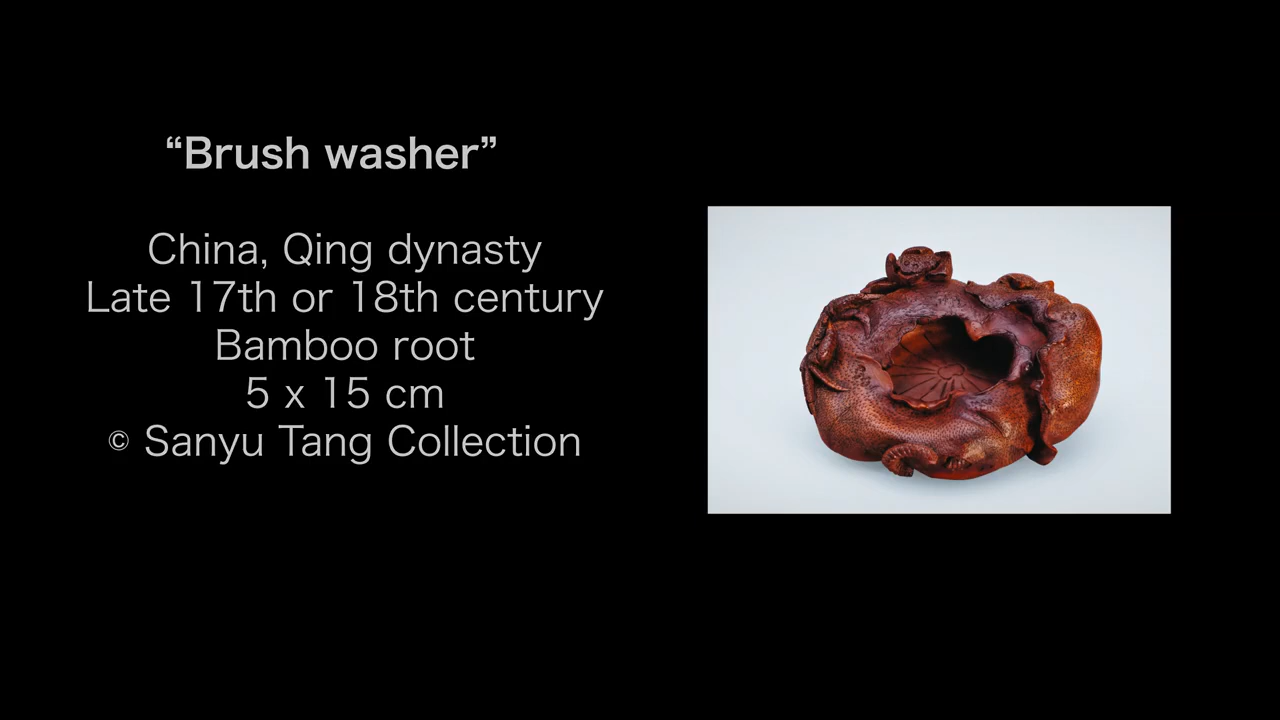 “Brush washer”
China, Qing dynasty
Late 17th or 18th century
Bamboo root
5 x 15 cm
© Sanyu Tang Collection